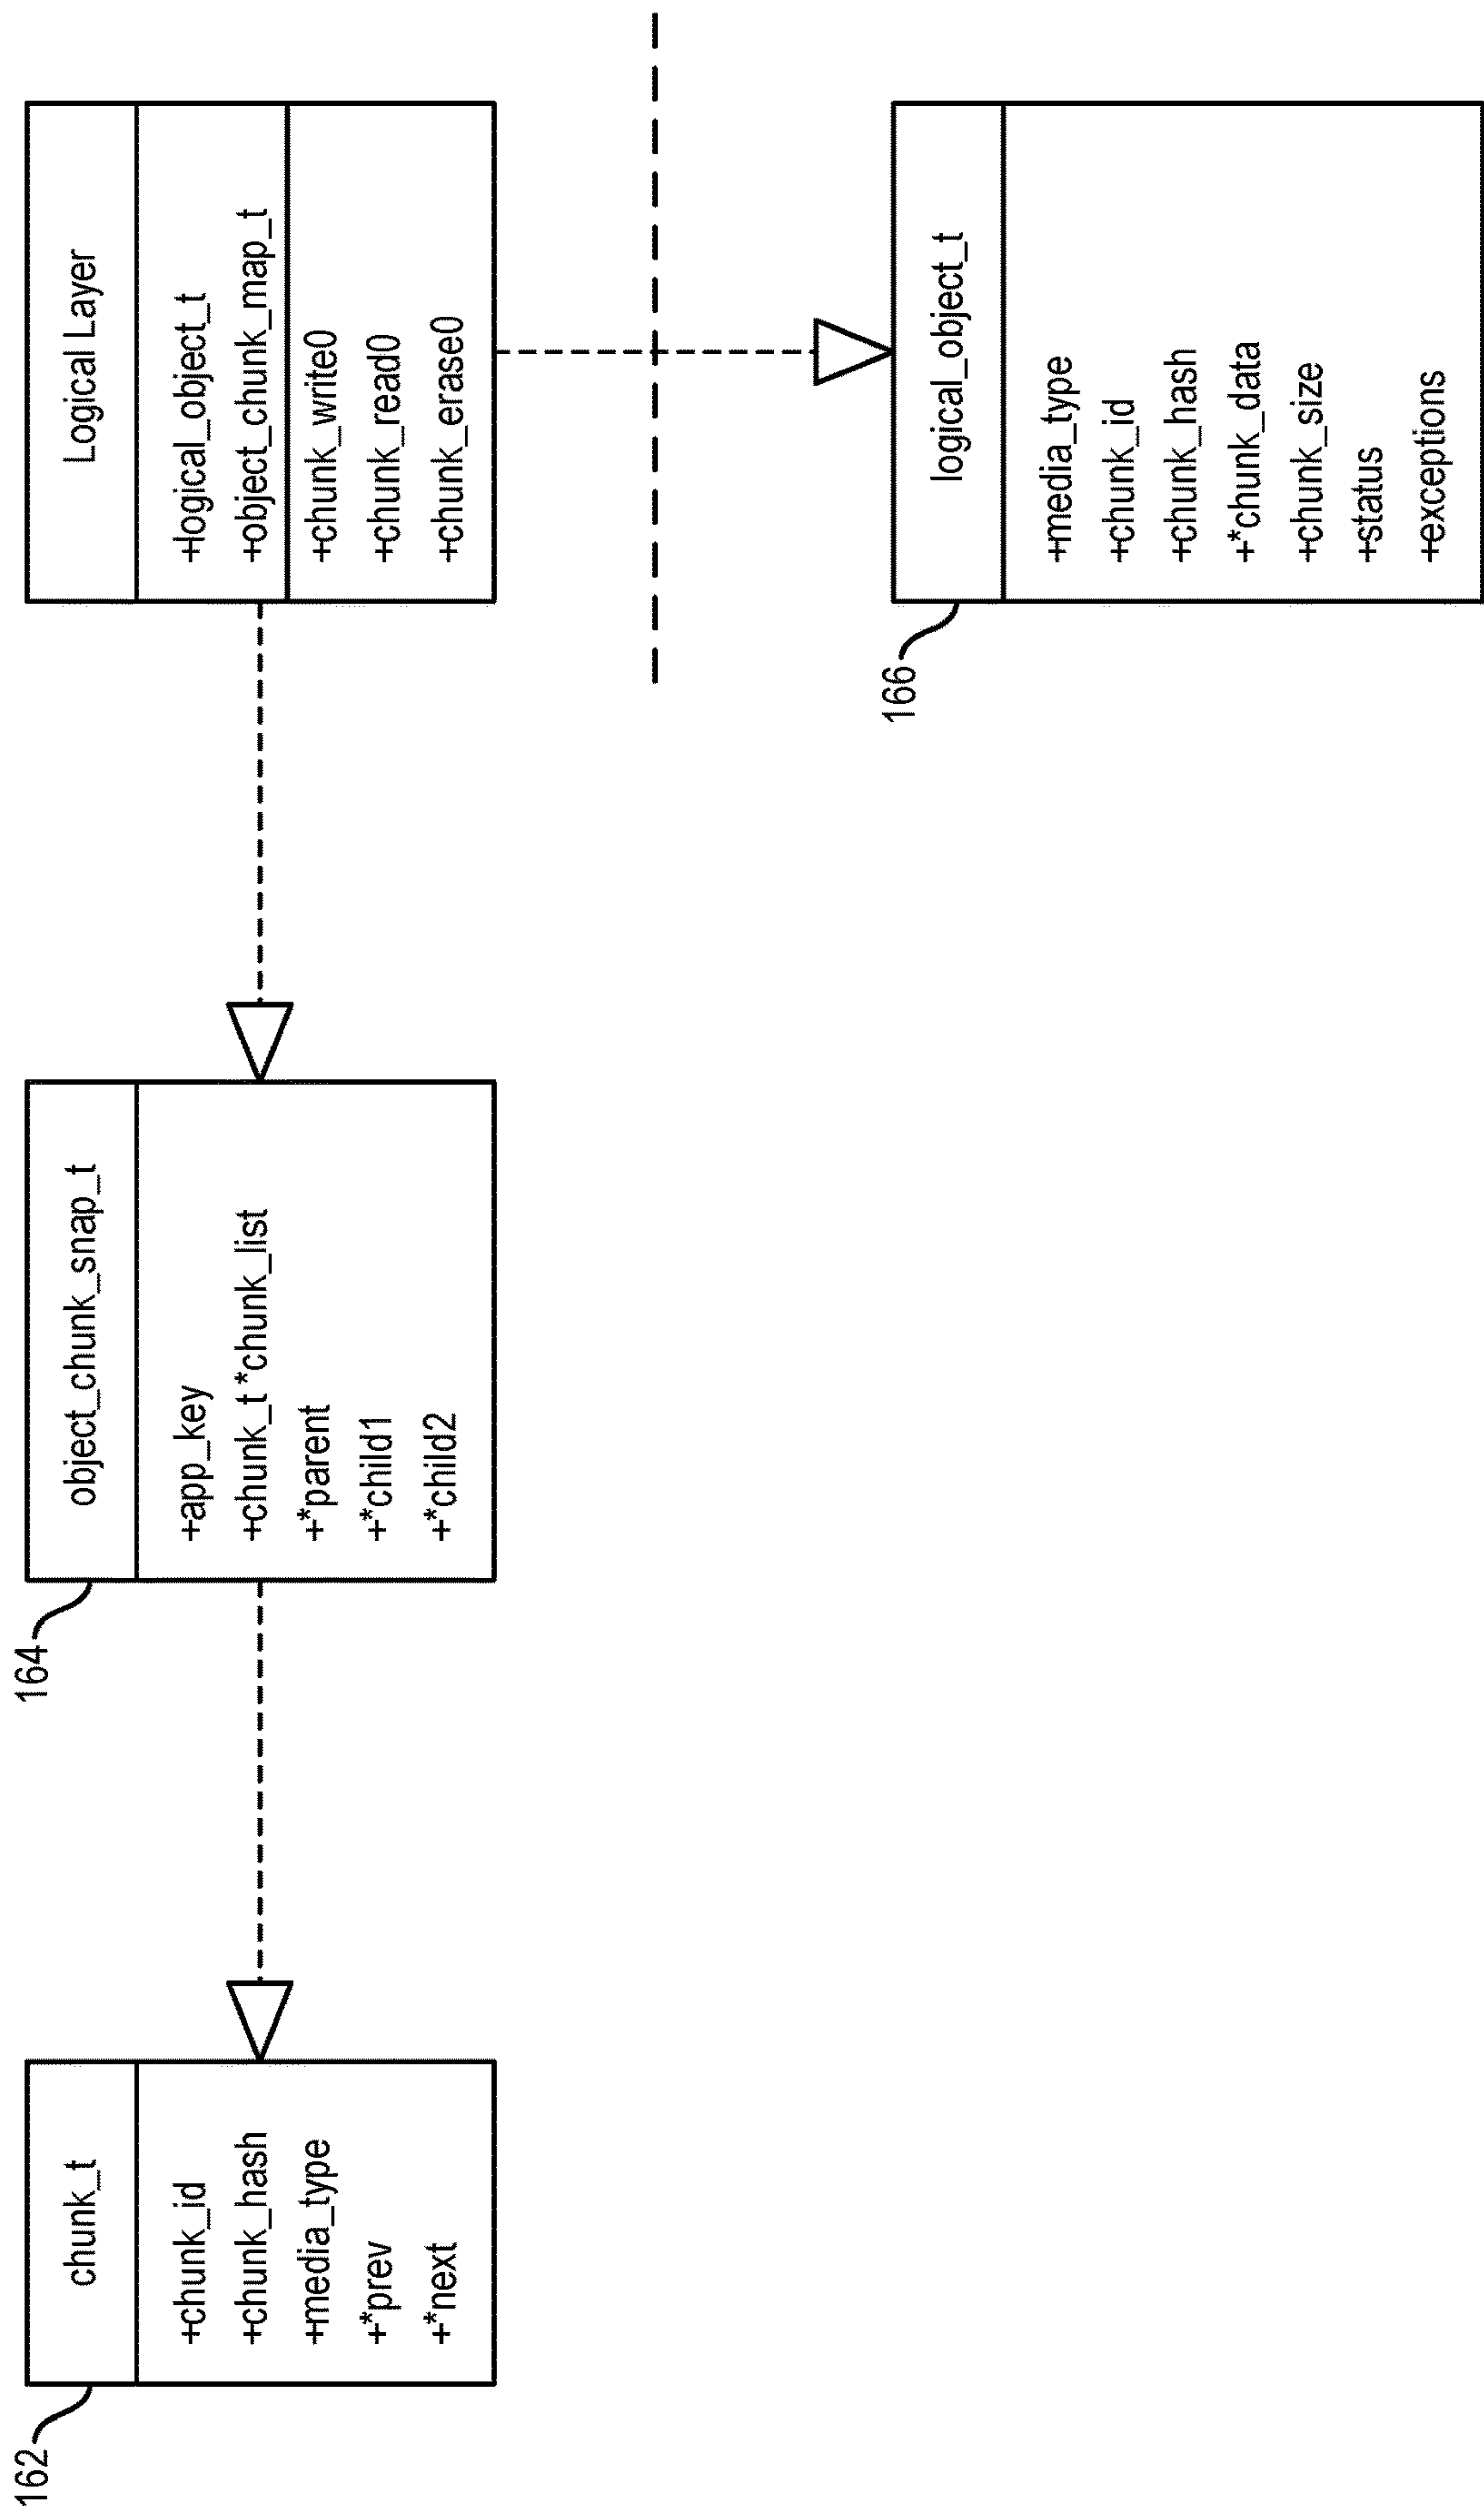 162
chunk_t
+chunk_id
+chunk_hash
+media_type
+*prev
+*next
164
object_chunk_snap_t
+app_key
+chunk_t *chunk_list
+*parent
+*child1
+*child2
Logical Layer
+logical_object_t
+object_chunk_map_t
+chunk_write0
+chunk_read0
+chunk_erase0
166
logical_object_t
+media_type
+chunk_id
+chunk_hash
+*chunk_data
+chunk_size
+status
+exceptions